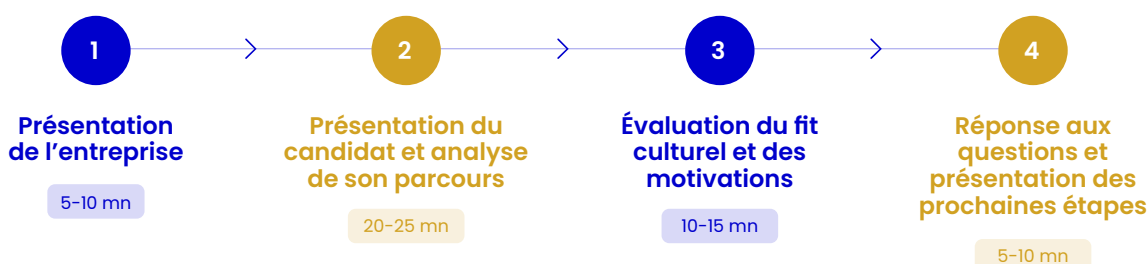 1
2
3
4
Présentation
de l’entreprise
5-10 mn
Présentation du
candidat et analyse
de son parcours
20-25 mn
Évaluation du fit
culturel et des
motivations
10-15 mn
Réponse aux
questions et
présentation des
prochaines étapes
5-10 mn